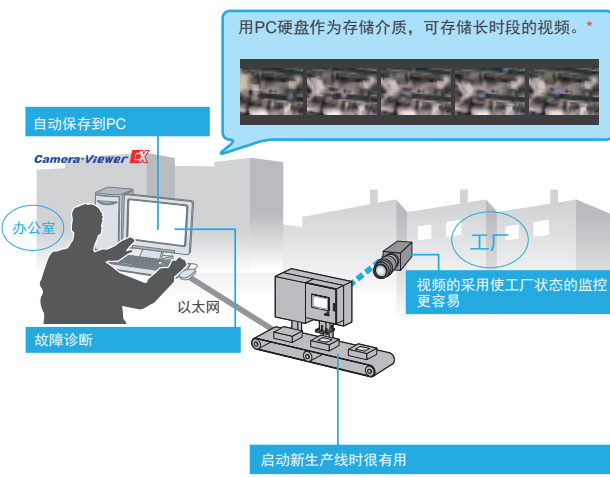 用PC硬盘作为存储介质，可存储长时段的视频。*
自动保存到PC
Camera-Viewer EX
办公室
工厂
视频的采用使工厂状态的监控
更容易
以太网
故障诊断
启动新生产线时很有用